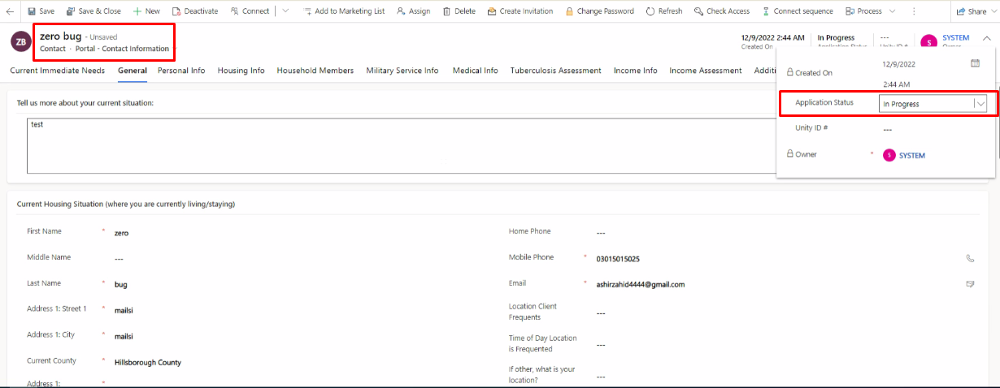 Save Save & Close New Deactivate Connect Add to Marketing List Assign Delete Create Invitation Change Password Refresh Check Access Connect sequence Process Share
ZB
zero bug - Unsaved
Contact · Portal - Contact Information
12/9/2022 2:44 AM
Created On
In Progress
Application Status
---
Unity ID #
S
SYSTEM
Owner
Current Immediate Needs General Personal Info Housing Info Household Members Military Service Info Medical Info Tuberculosis Assessment Income Info Income Assessment Additi
Created On
12/9/2022
2:44 AM
Application Status In Progress
Unity ID # ---
Owner * S SYSTEM
Tell us more about your current situation:
test
Current Housing Situation (where you are currently living/staying)
First Name * zero
Middle Name ---
Last Name * bug
Address 1: Street 1 * mailsi
Address 1: City * mailsi
Current County * Hillsborough County
Address 1: *
Home Phone ---
Mobile Phone * 03015015025
Email * ashirzahid4444@gmail.com
Location Client
Frequents
---
Time of Day Location
is Frequented
---
If other, what is your
location?
---